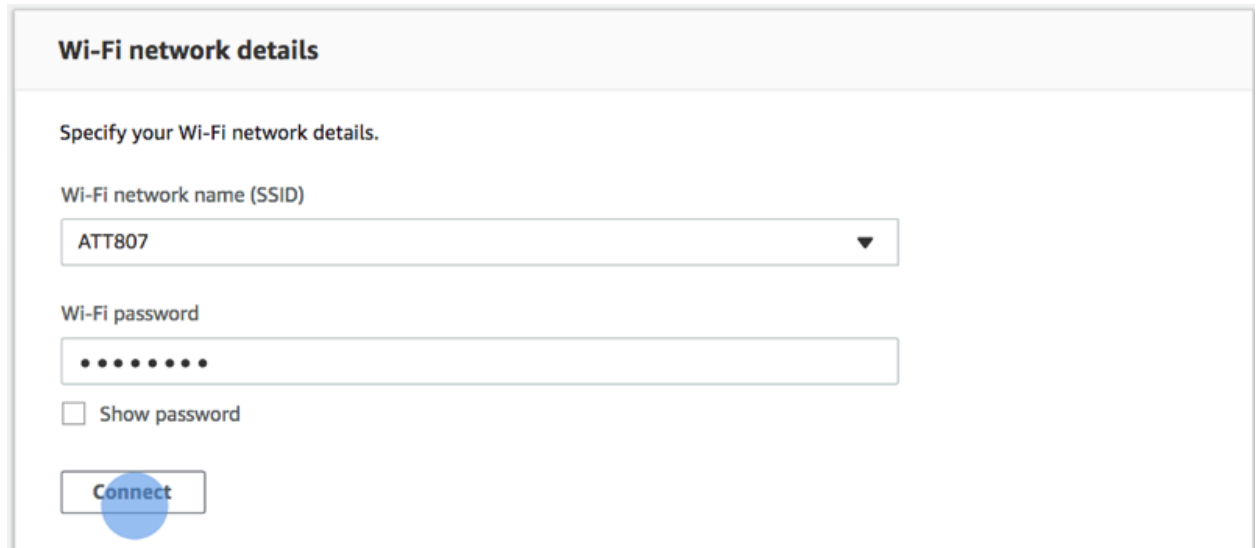 Wi-Fi network details
Specify your Wi-Fi network details.
Wi-Fi network name (SSID)
ATT807
Wi-Fi password
••••••••
Show password
Connect